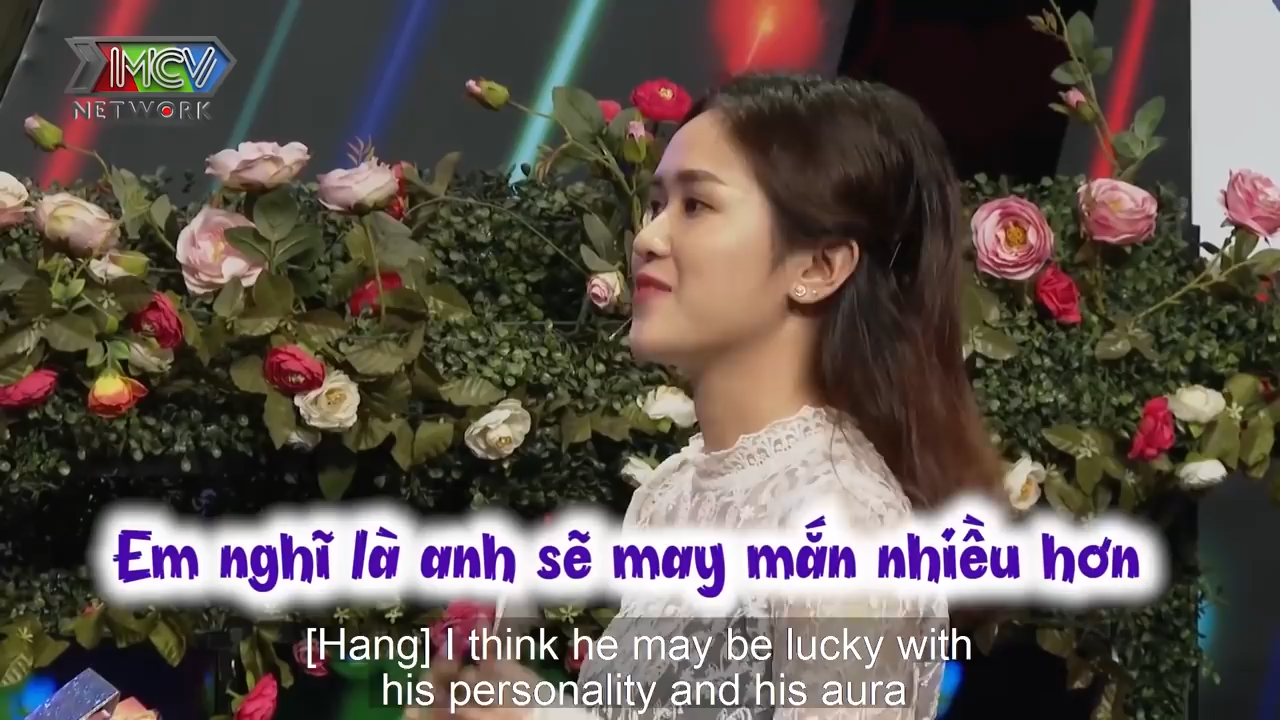 MCV
NETWORK
Em nghĩ là anh sẽ may mắn nhiều hơn
[Hang] I think he may be lucky with
his personality and his aura